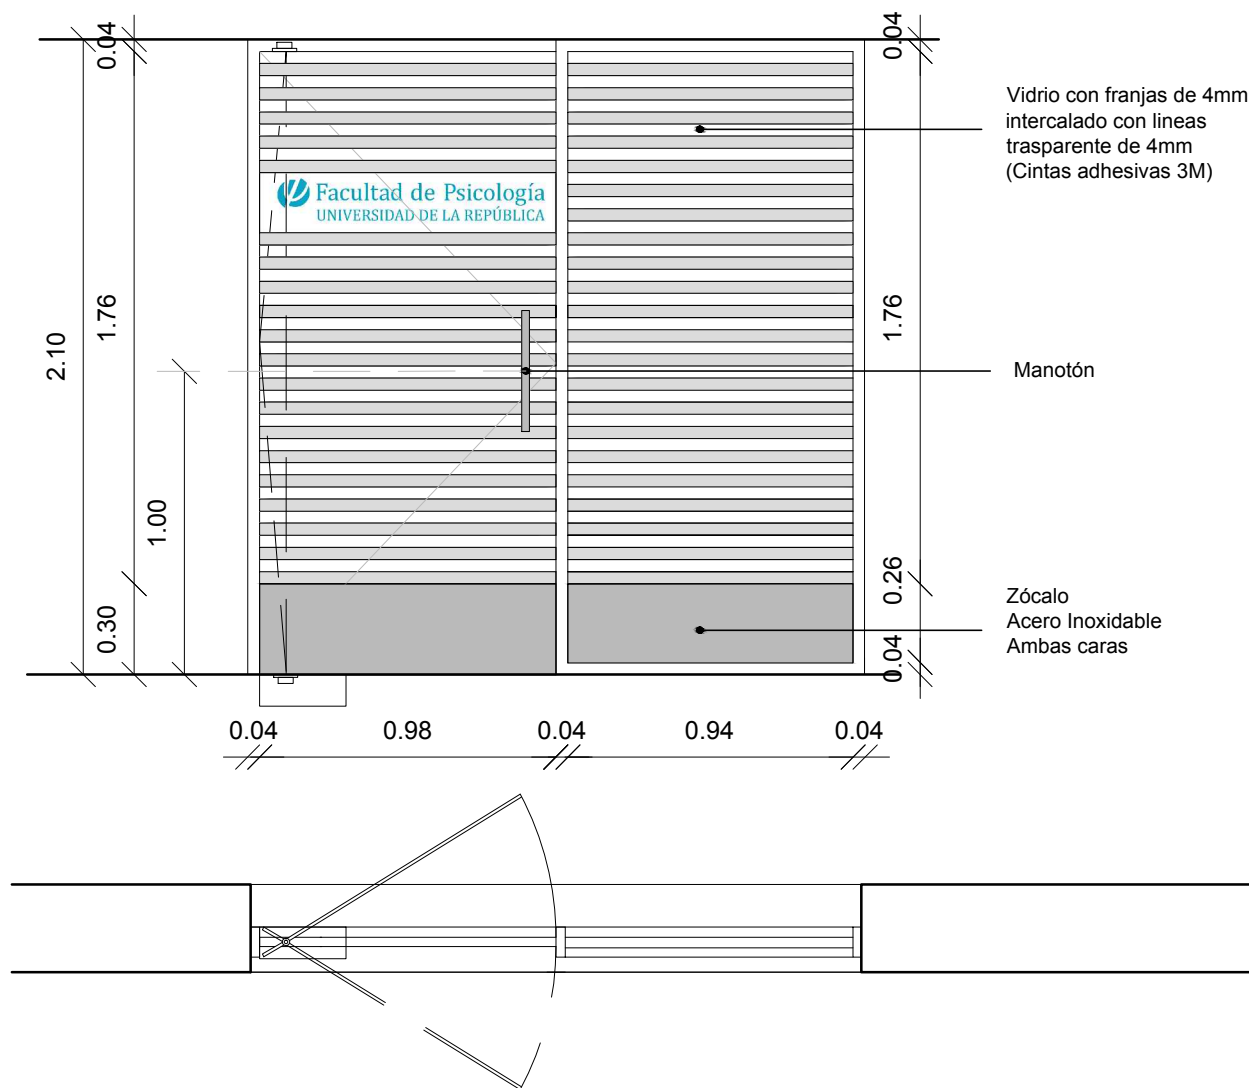 0.04
0.04
Vidrio con franjas de 4mm
intercalado con lineas
trasparente de 4mm
(Cintas adhesivas 3M)
Facultad de Psicología
UNIVERSIDAD DE LA REPÚBLICA
2.10
1.76
1.76
Manotón
1.00
0.30
0.26
0.04
Zócalo
Acero Inoxidable
Ambas caras
0.04
0.98
0.04
0.94
0.04